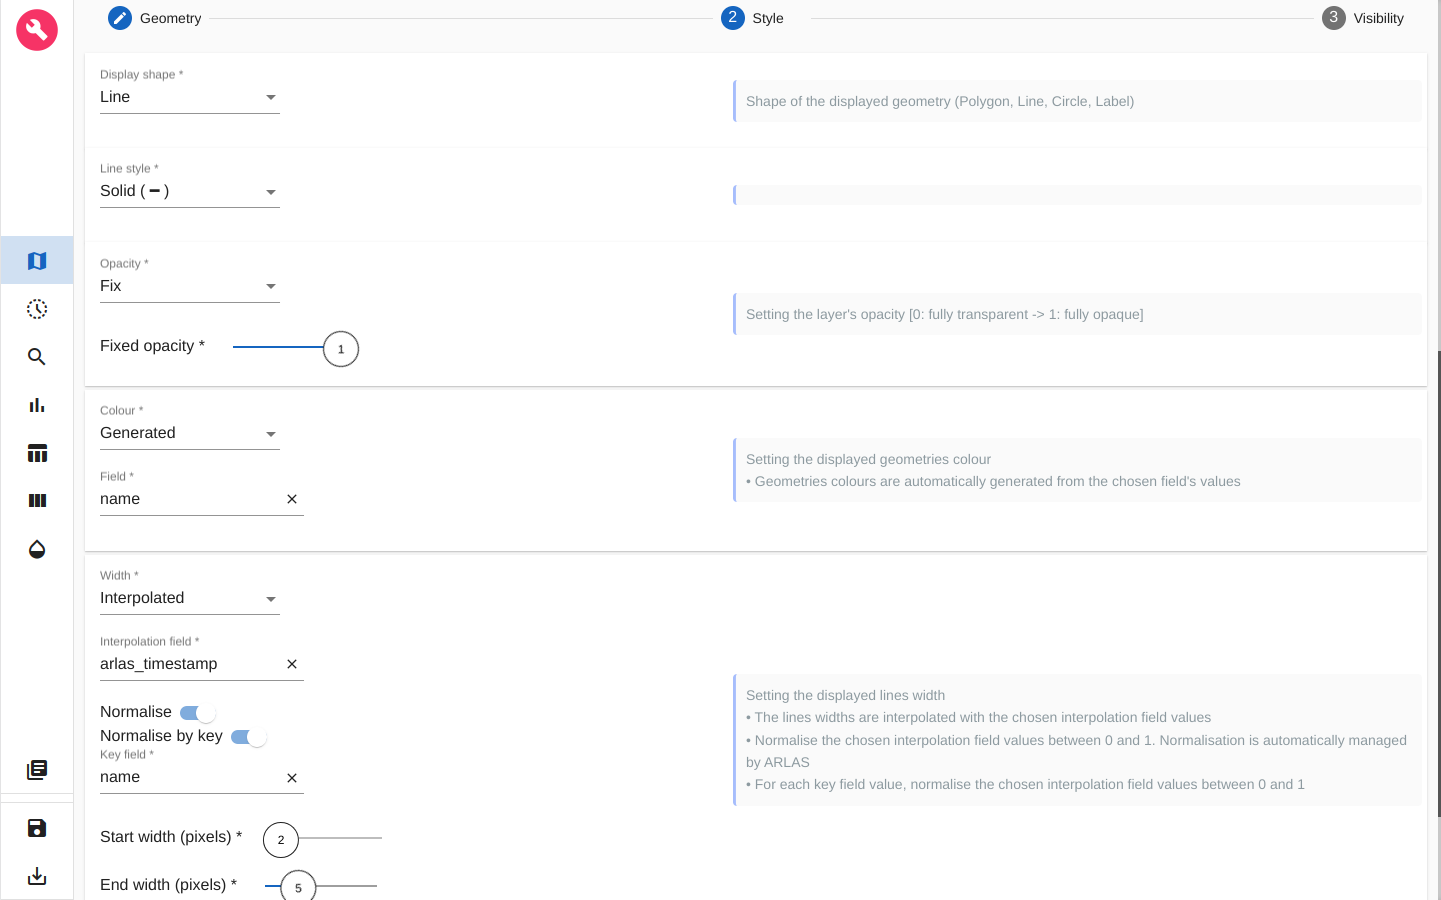 Geometry
2
Style
3
Visibility
Display shape *
Line
Shape of the displayed geometry (Polygon, Line, Circle, Label)
Line style *
Solid ( ━ )
Opacity *
Fix
Setting the layer's opacity [0: fully transparent -> 1: fully opaque]
Fixed opacity *
1
Colour *
Generated
Field *
name
Setting the displayed geometries colour
• Geometries colours are automatically generated from the chosen field's values
Width *
Interpolated
Interpolation field *
arlas_timestamp
Normalise
Normalise by key
Key field *
name
Setting the displayed lines width
• The lines widths are interpolated with the chosen interpolation field values
• Normalise the chosen interpolation field values between 0 and 1. Normalisation is automatically managed
by ARLAS
• For each key field value, normalise the chosen interpolation field values between 0 and 1
Start width (pixels) *
2
End width (pixels) *
5